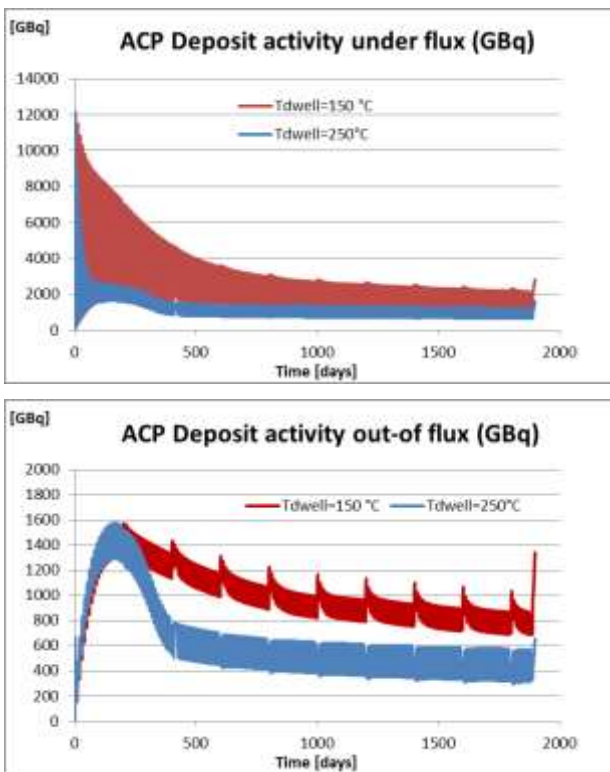 [GBq]
ACP Deposit activity under flux (GBq)
14000
Tdwell=150 °C
12000
Tdwell=250°C
10000
8000
6000
4000
2000
0
0 500 1000 1500 2000
Time [days]
[GBq]
ACP Deposit activity out-of flux (GBq)
2000
1800
Tdwell=150 °C Tdwell=250°C
1600
1400
1200
1000
800
600
400
200
0
0 500 1000 1500 2000
Time [days]